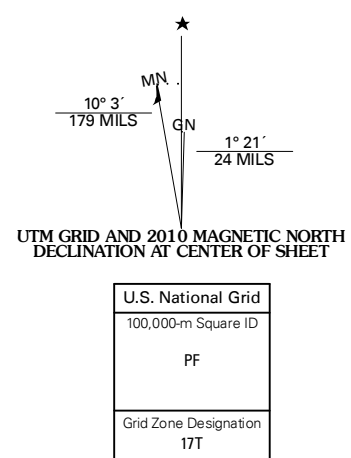 ★
MN
10° 3´
179 MILS
GN
1° 21´
24 MILS
UTM GRID AND 2010 MAGNETIC NORTH
DECLINATION AT CENTER OF SHEET
U.S. National Grid
100,000-m Square ID
PF
Grid Zone Designation
17T